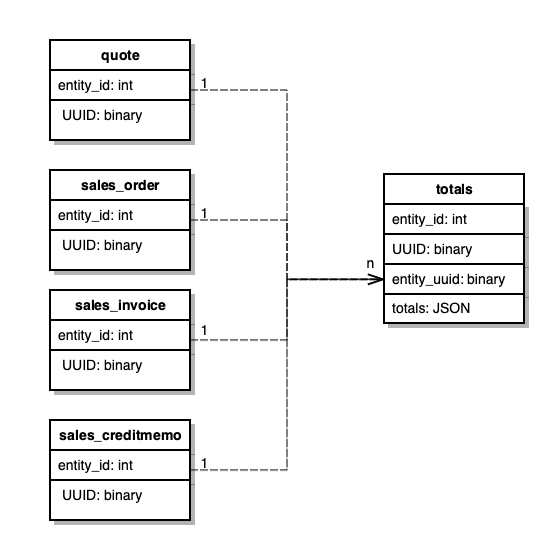 quote
entity_id: int
UUID: binary
1
sales_order
entity_id: int
UUID: binary
1
sales_invoice
entity_id: int
UUID: binary
1
sales_creditmemo
entity_id: int
UUID: binary
1
n
totals
entity_id: int
UUID: binary
entity_uuid: binary
totals: JSON